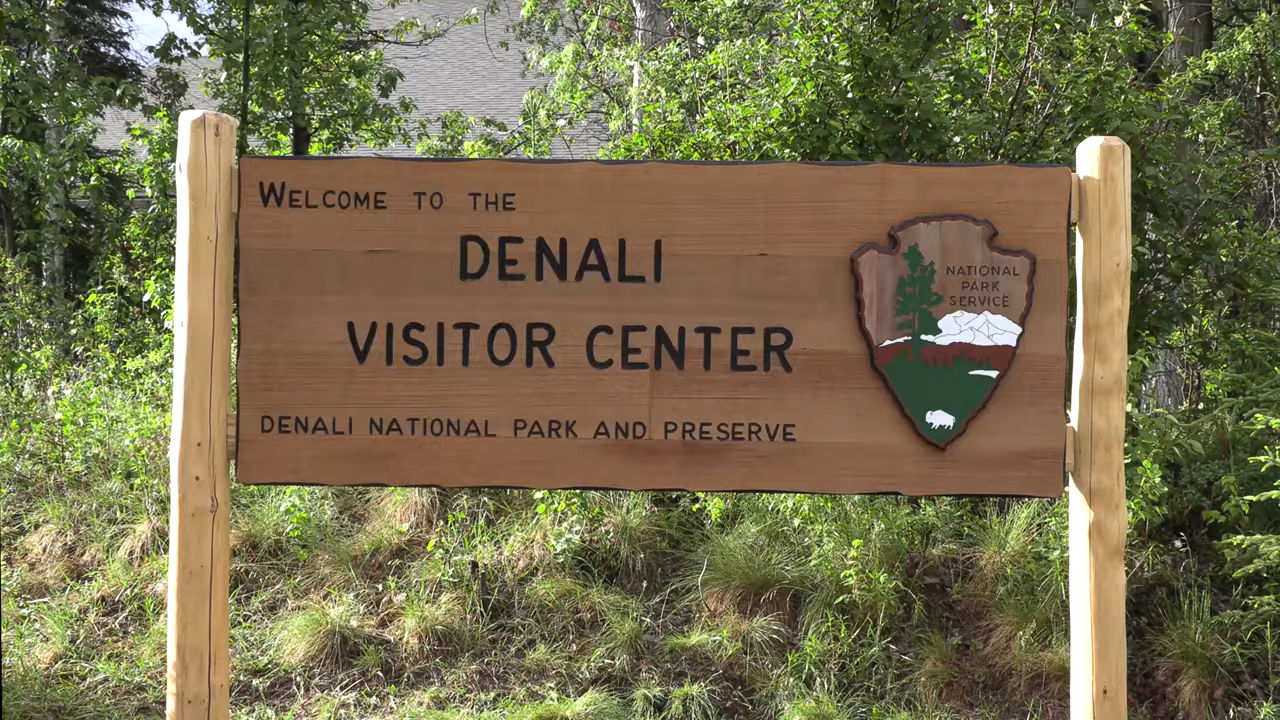 WELCOME TO THE
DENALI
VISITOR CENTER
DENALI NATIONAL PARK AND PRESERVE
NATIONAL
PARK
SERVICE